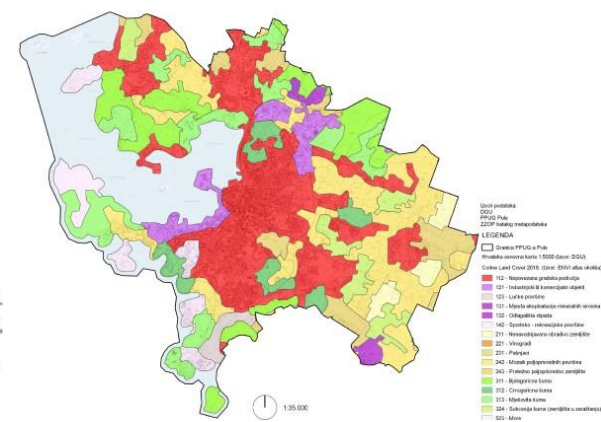 Izvori podataka:
DGU
PPUG Pule
ZZOP katalog metapodataka
LEGENDA
Granica PPUG-a Pule
Hrvatska osnovna karta 1:5000 (Izvor: DGU)
Corine Land Cover 2018. (Izvor: ENVI atlas okoliša)
112 - Nepovezana gradska područja
121 - Industrijski ili komercijalni objekti
123 - Lučke površine
131 - Mjesta eksploatacije mineralnih sirovina
132 - Odlagališta otpada
142 - Sportsko - rekreacijske površine
211 - Nenavodnjavano obradivo zemljište
221 - Vinogradi
231 - Pašnjaci
242 - Mozaik poljoprivrednih površina
243 - Pretežno poljoprivredno zemljište
311 - Bjelogorična šuma
312 - Crnogorična šuma
313 - Mješovita šuma
324 - Sukcesija šume (zemljišta u zaraštanju)
523 - More
1:35.000